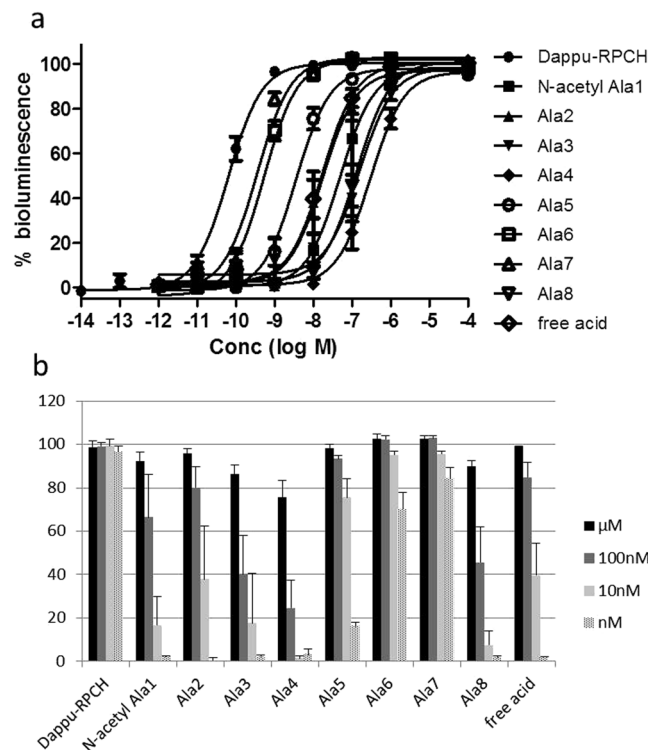 a
% bioluminescence
100
80
60
40
20
0
-14 -13 -12 -11 -10 -9 -8 -7 -6 -5 -4
Conc (log M)
Dappu-RPCH
N-acetyl Ala1
Ala2
Ala3
Ala4
Ala5
Ala6
Ala7
Ala8
free acid
b
120
100
80
60
40
20
0
Dappu-RPCH
N-acetyl Ala1
Ala2
Ala3
Ala4
Ala5
Ala6
Ala7
Ala8
free acid
µM
100nM
10nM
nM